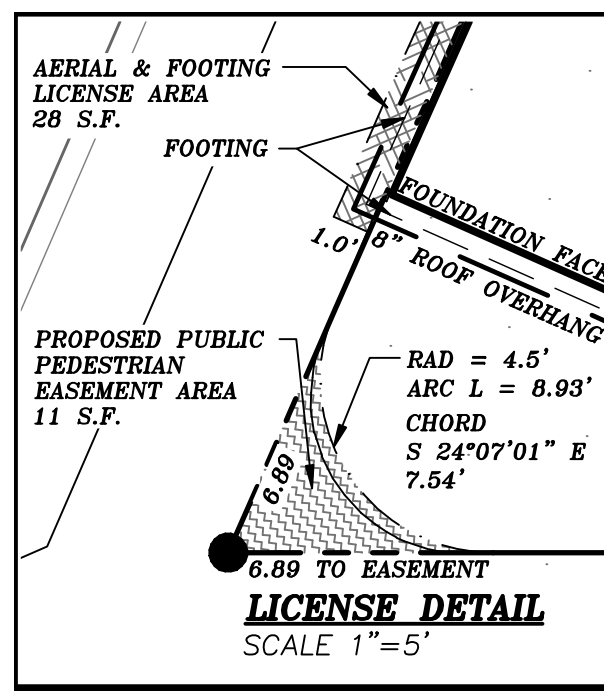 AERIAL & FOOTING
LICENSE AREA
28 S.F.
FOOTING
FOUNDATION FACE
1.0'
8"
ROOF OVERHANG
PROPOSED PUBLIC
PEDESTRIAN
EASEMENT AREA
11 S.F.
RAD = 4.5'
ARC L = 8.93'
CHORD
S 24°07'01" E
7.54'
6.89
6.89 TO EASEMENT
LICENSE DETAIL
SCALE 1"=5'